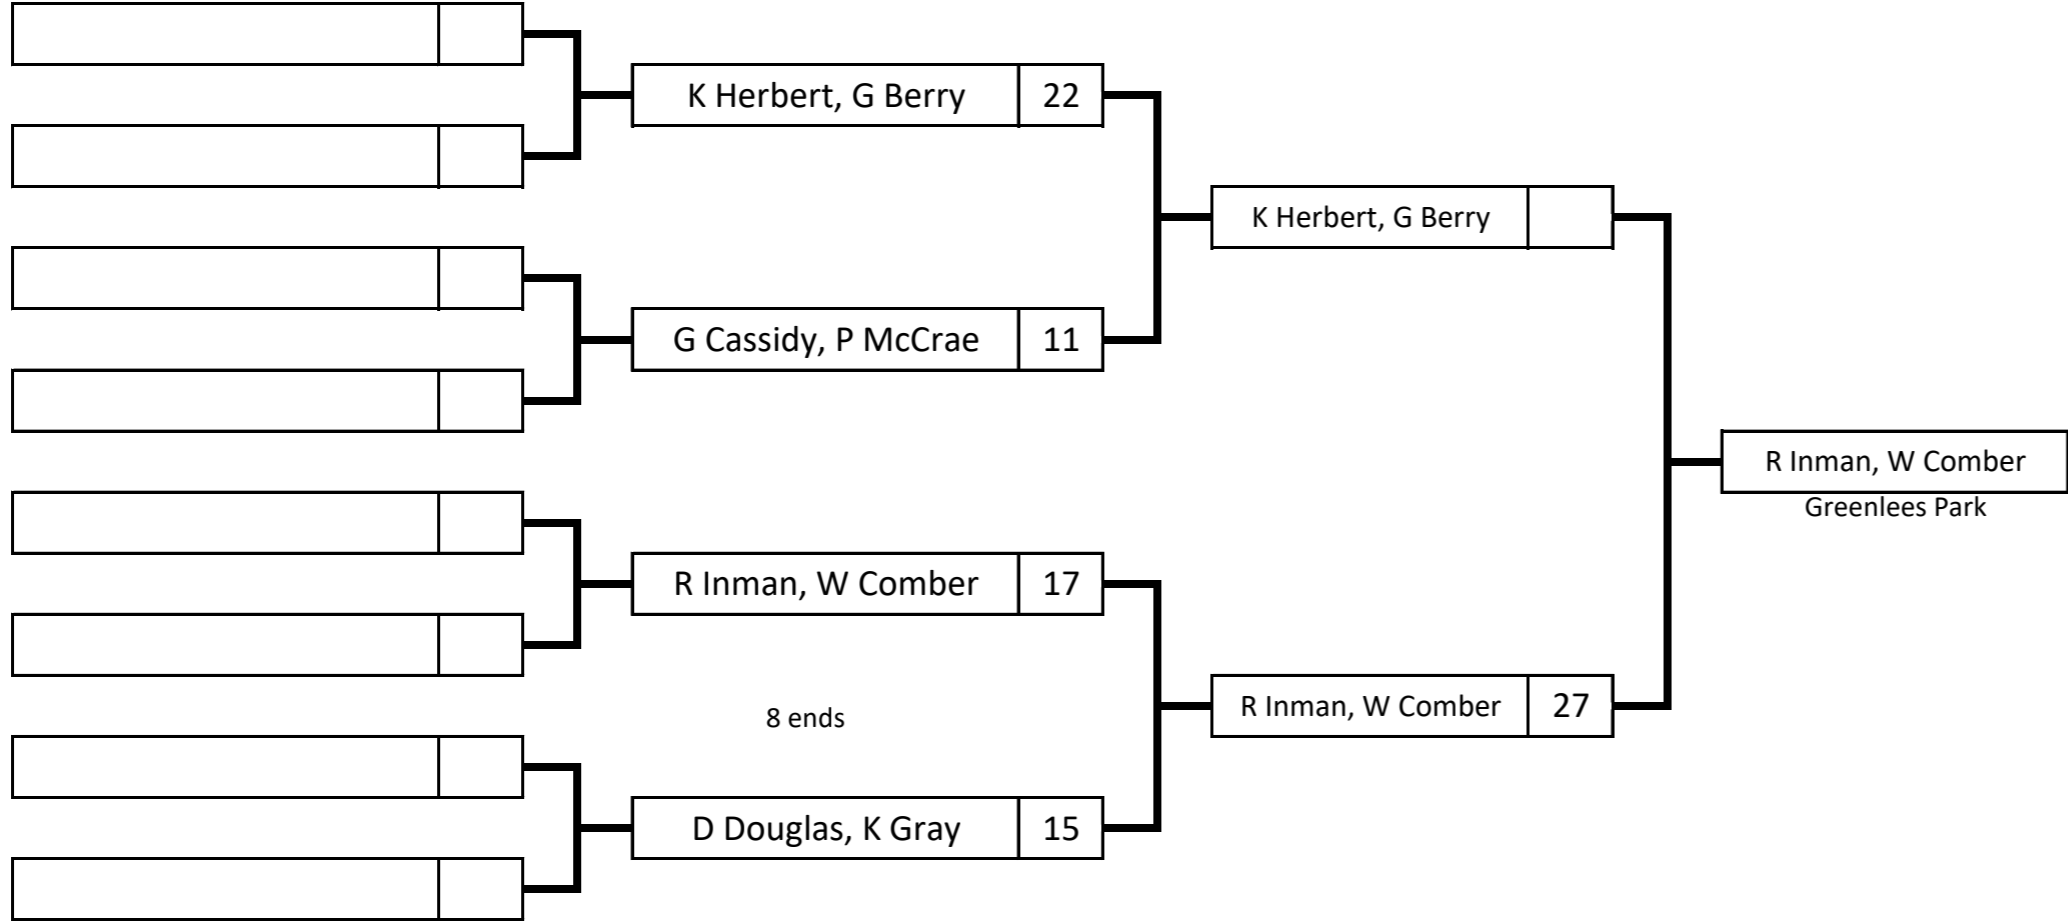 K Herbert, G Berry 22
G Cassidy, P McCrae 11
R Inman, W Comber 17
8 ends
D Douglas, K Gray 15
K Herbert, G Berry
R Inman, W Comber 27
R Inman, W Comber
Greenlees Park